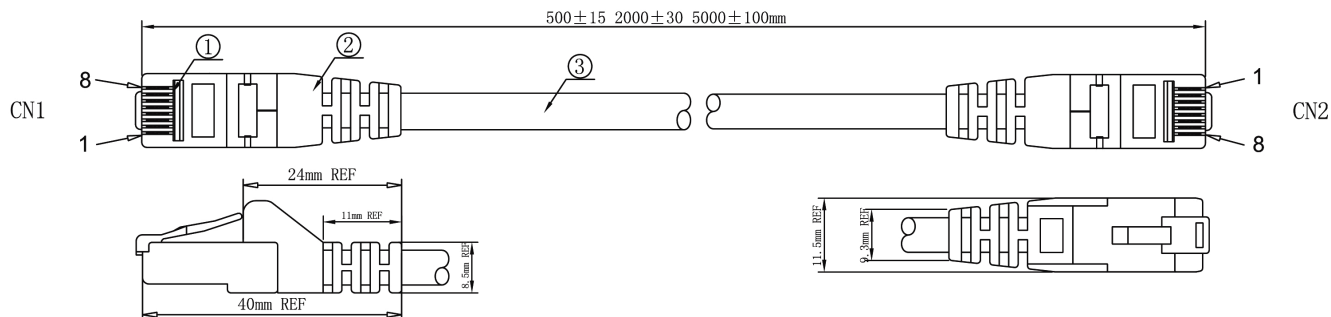 500±15 2000±30 5000±100mm
① ② ③
8 1
CN1 CN2
1 8
24mm REF
11mm REF
8.5mm REF
40mm REF
11.5mm REF
9.3mm REF